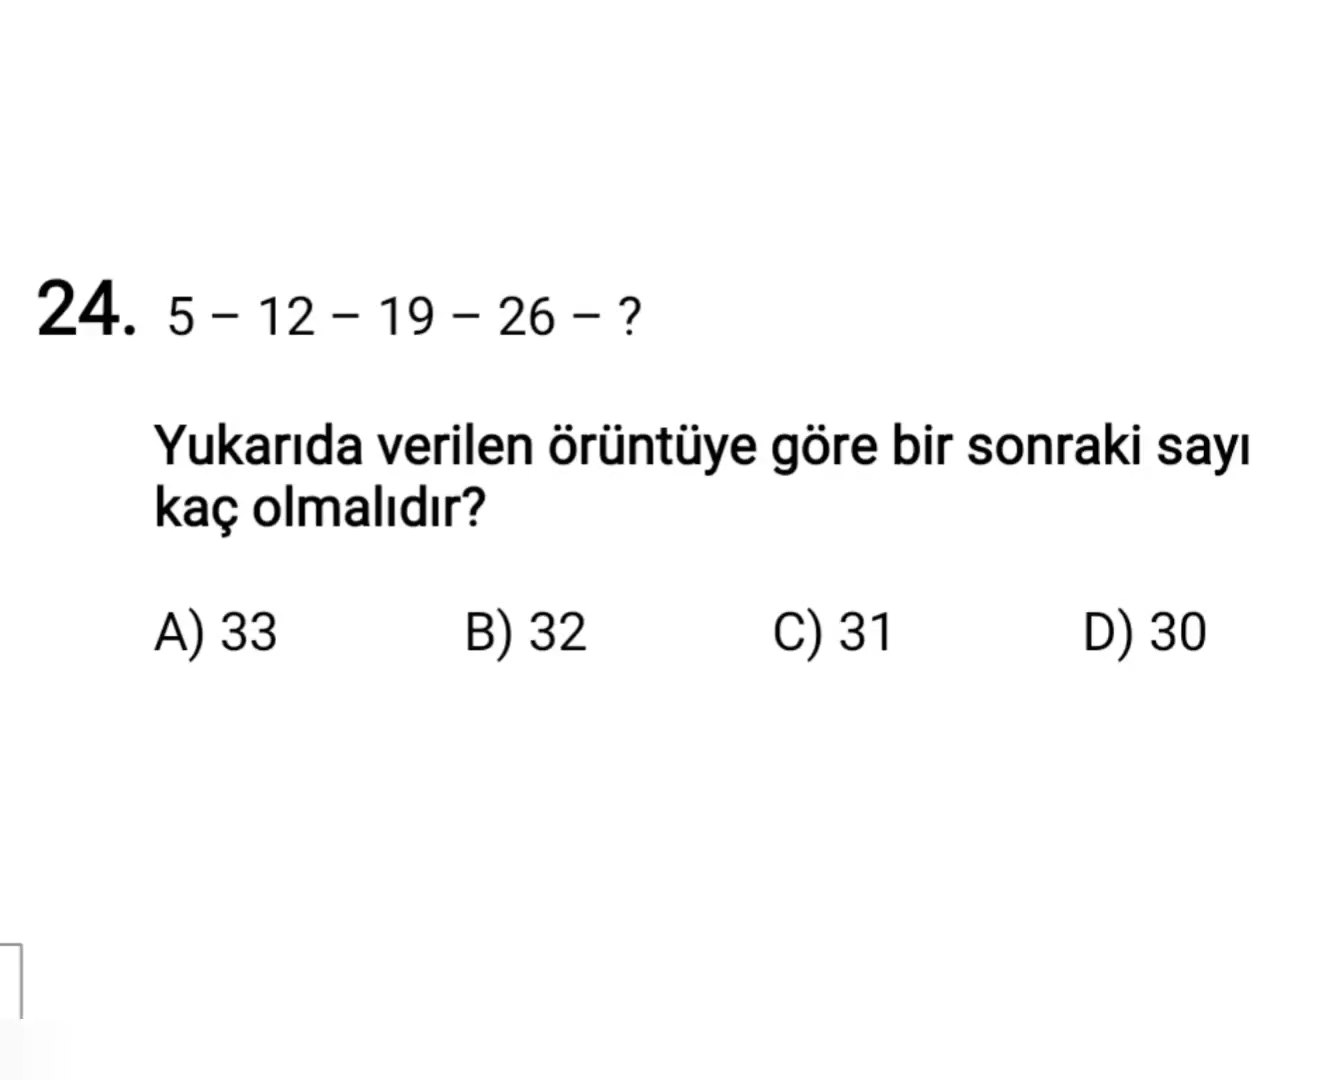 24. 5 – 12 – 19 – 26 – ?
Yukarıda verilen örüntüye göre bir sonraki sayı
kaç olmalıdır?
A) 33 B) 32 C) 31 D) 30